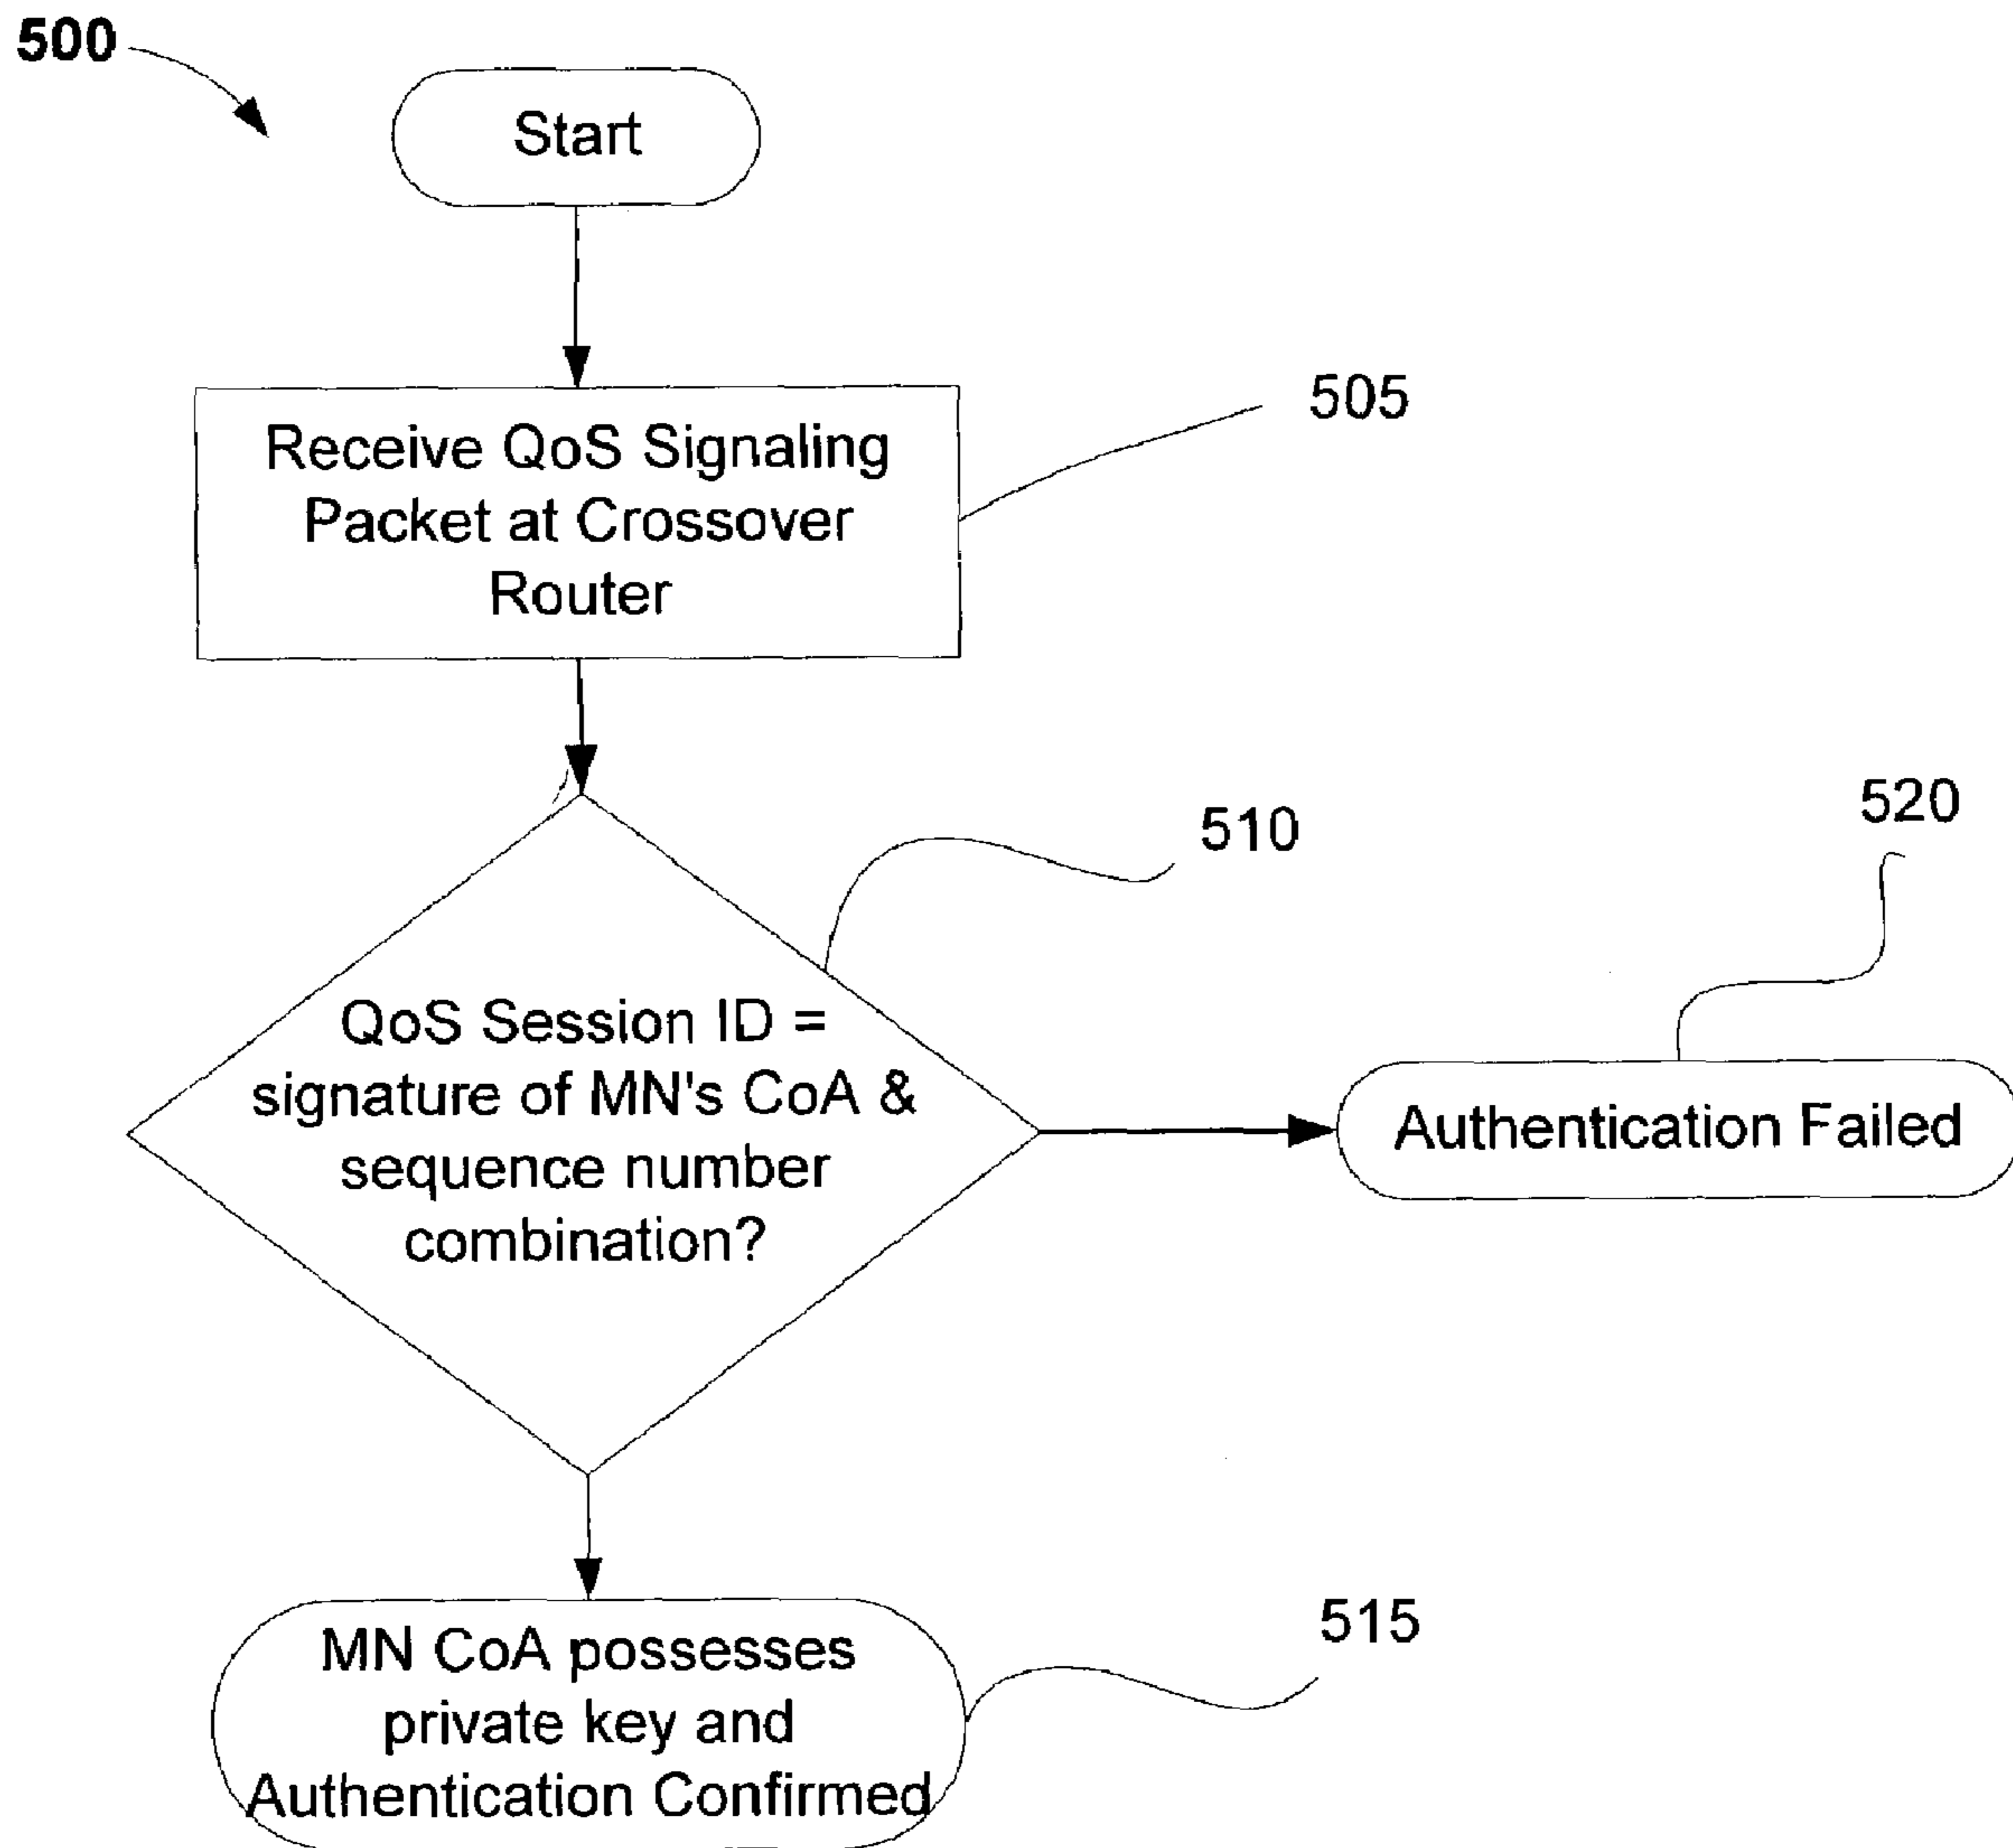 500
Start
505
Receive QoS Signaling
Packet at Crossover
Router
510
520
QoS Session ID =
signature of MN's CoA &
sequence number
combination?
Authentication Failed
515
MN CoA possesses
private key and
Authentication Confirmed